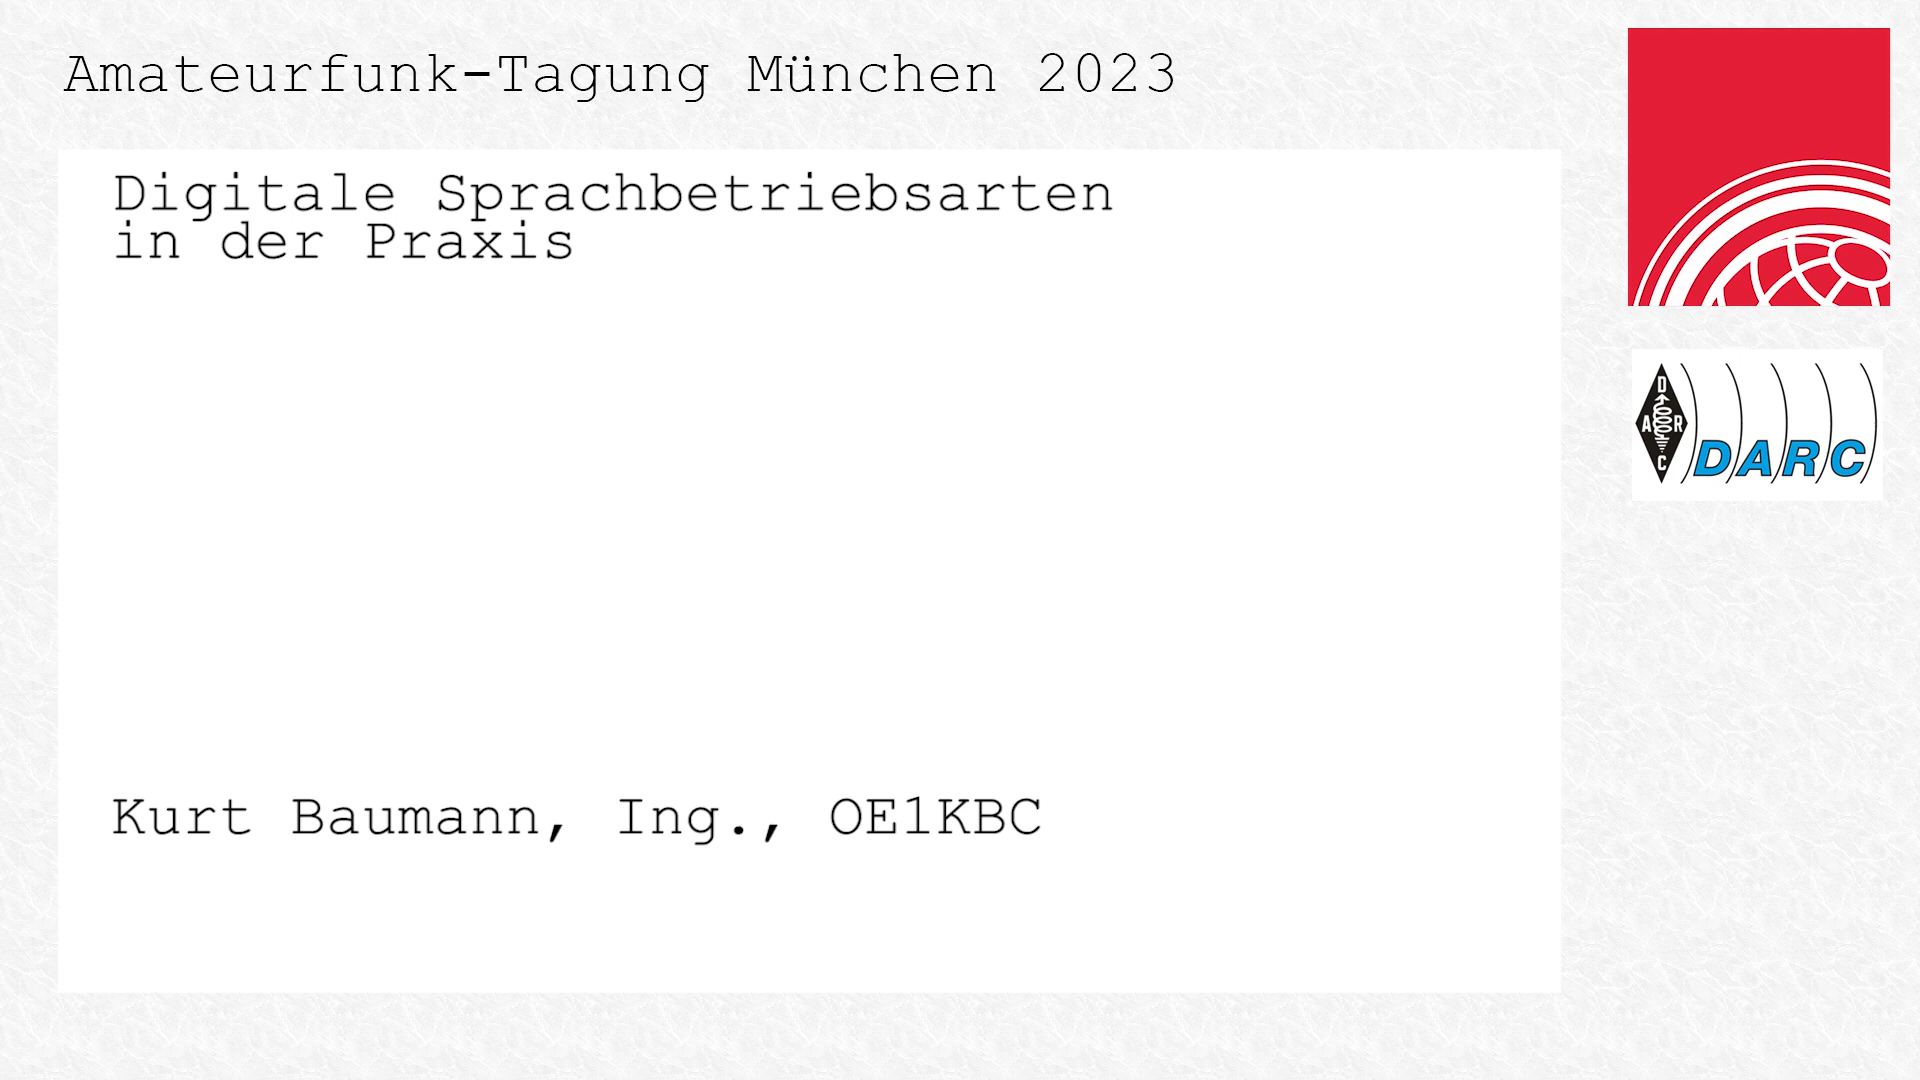 Amateurfunk-Tagung München 2023
Digitale Sprachbetriebsarten
in der Praxis
Kurt Baumann, Ing., OE1KBC
D
A R
C
DARC